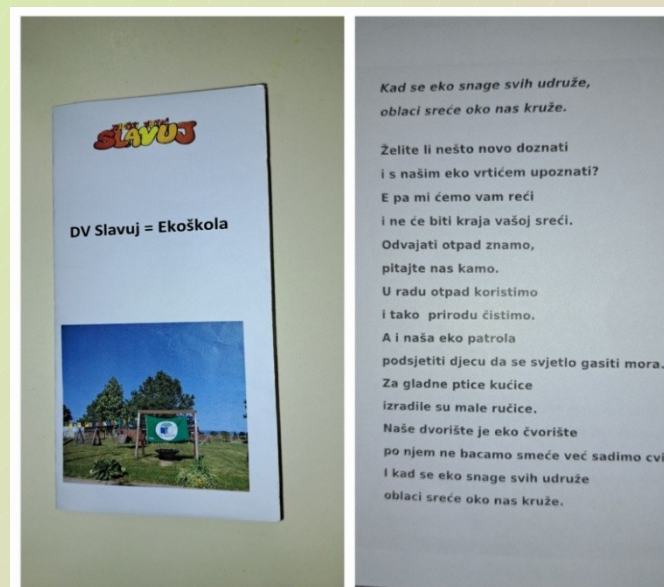 SLAVUJ
DV Slavuj = Ekoškola
Kad se eko snage svih udruže,
oblaci sreće oko nas kruže.
Želite li nešto novo doznati
i s našim eko vrtićem upoznati?
E pa mi ćemo vam reći
i ne će biti kraja vašoj sreći.
Odvajati otpad znamo,
pitajte nas kamo.
U radu otpad koristimo
i tako prirodu čistimo.
A i naša eko patrola
podsjetiti djecu da se svjetlo gasiti mora.
Za gladne ptice kućice
izradile su male ručice.
Naše dvorište je eko čvorište
po njem ne bacamo smeće već sadimo
I kad se eko snage svih udruže
oblaci sreće oko nas kruže.